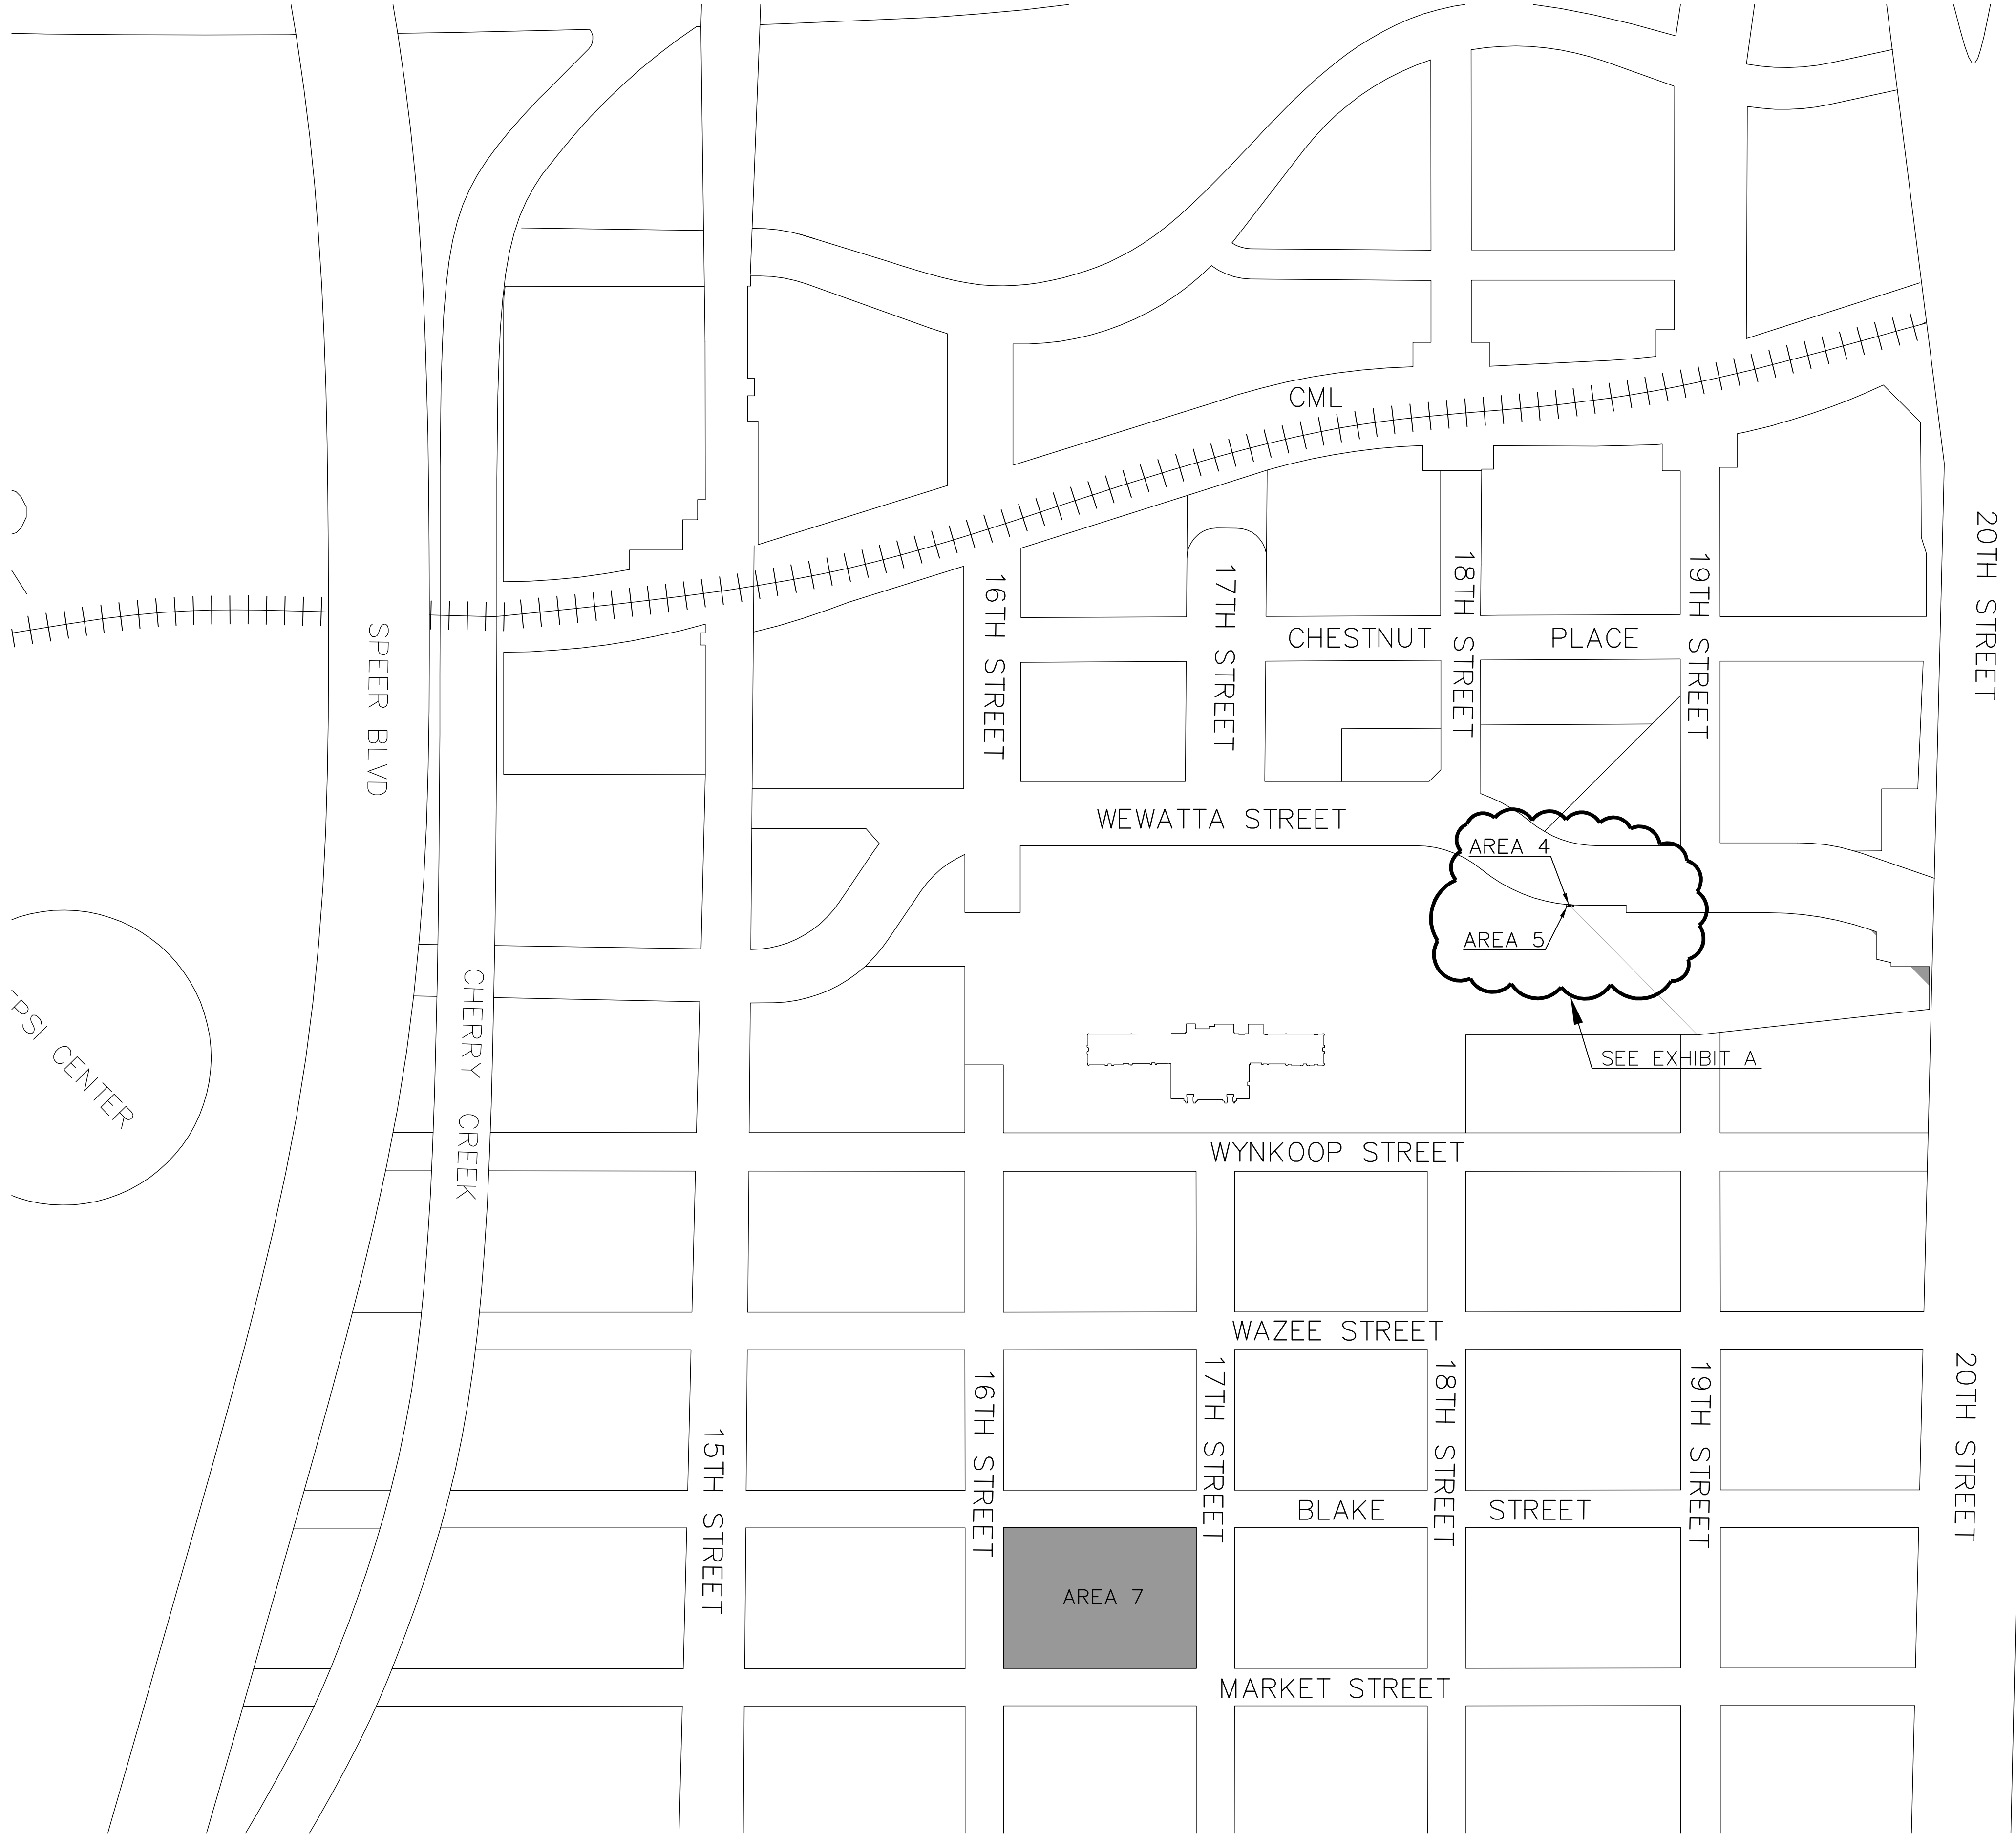 CML
20TH STREET
16TH STREET
17TH STREET
18TH STREET
19TH STREET
CHESTNUT PLACE
SPEER BLVD
WEWATTA STREET
AREA 4
AREA 5
CHERRY CREEK
PSI CENTER
SEE EXHIBIT A
WYNKOOP STREET
WAZEE STREET
15TH STREET
16TH STREET
17TH STREET
18TH STREET
19TH STREET
20TH STREET
BLAKE STREET
AREA 7
MARKET STREET